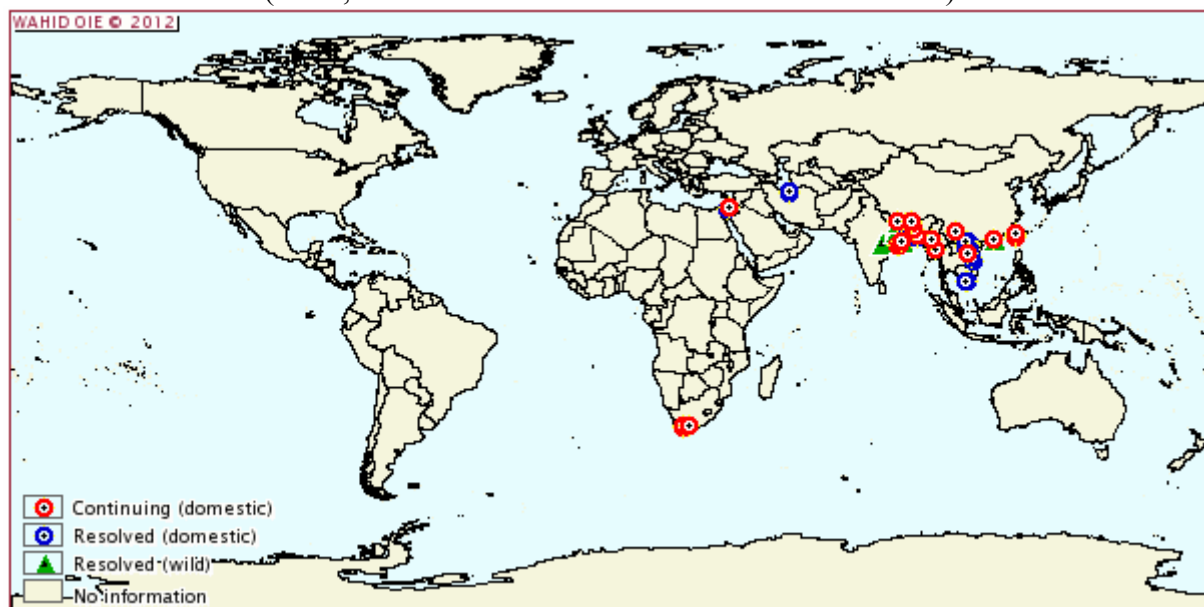 WAHID OIE © 2012
Continuing (domestic)
Resolved (domestic)
Resolved (wild)
No information